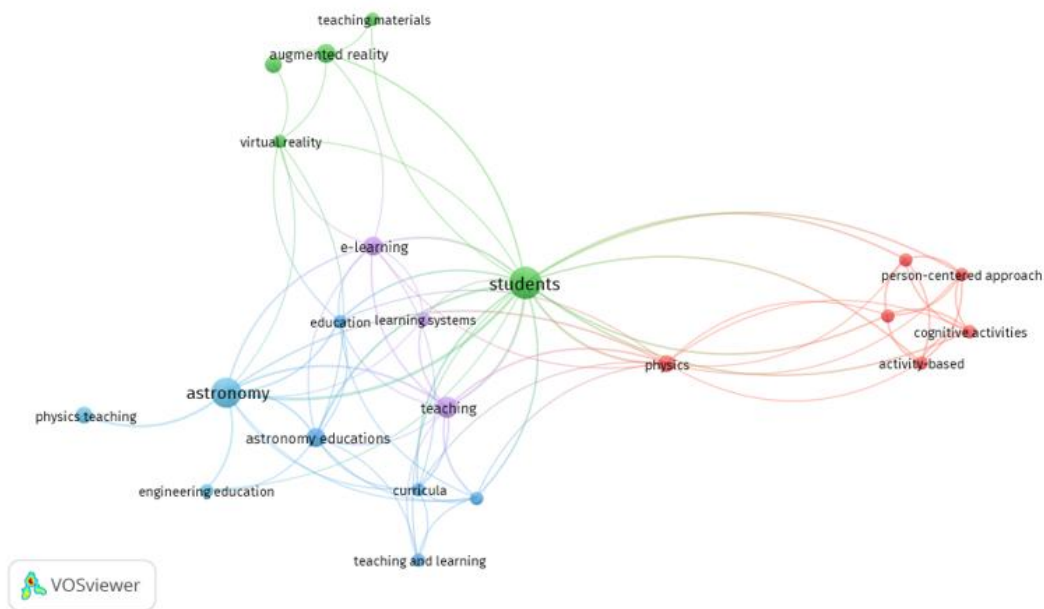 teaching materials
augmented reality
virtual reality
e-learning
students
person-centered approach
education
learning systems
cognitive activities
physics
activity-based
astronomy
teaching
physics teaching
astronomy educations
engineering education
curricula
teaching and learning
VOSviewer